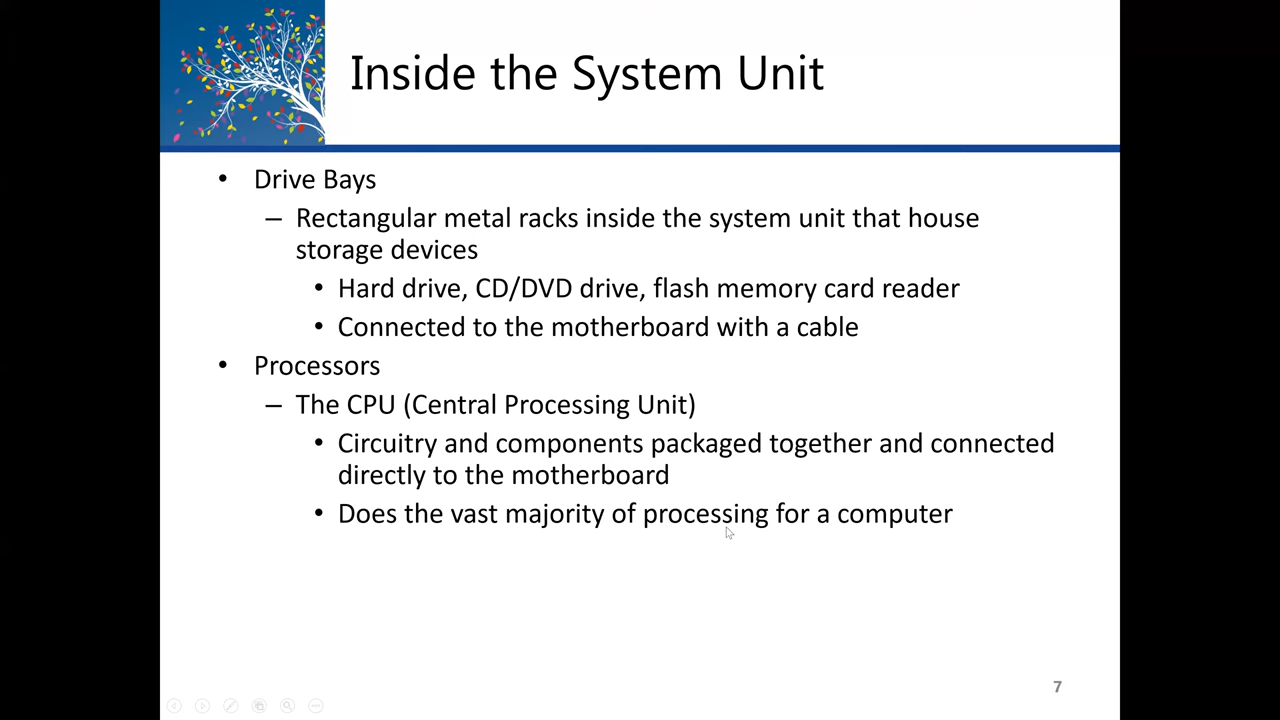 Inside the System Unit
• Drive Bays
– Rectangular metal racks inside the system unit that house
storage devices
• Hard drive, CD/DVD drive, flash memory card reader
• Connected to the motherboard with a cable
• Processors
– The CPU (Central Processing Unit)
• Circuitry and components packaged together and connected
directly to the motherboard
• Does the vast majority of processing for a computer
7